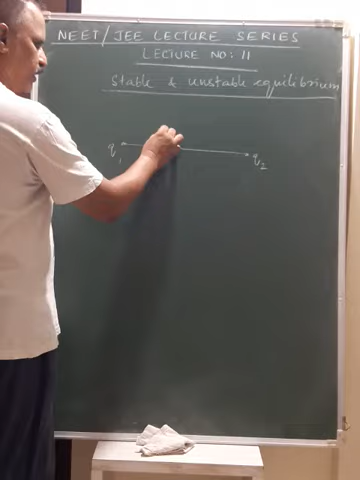 NEET/JEE LECTURE SERIES
LECTURE NO: 11
Stable & unstable equilibrium
q1 q2